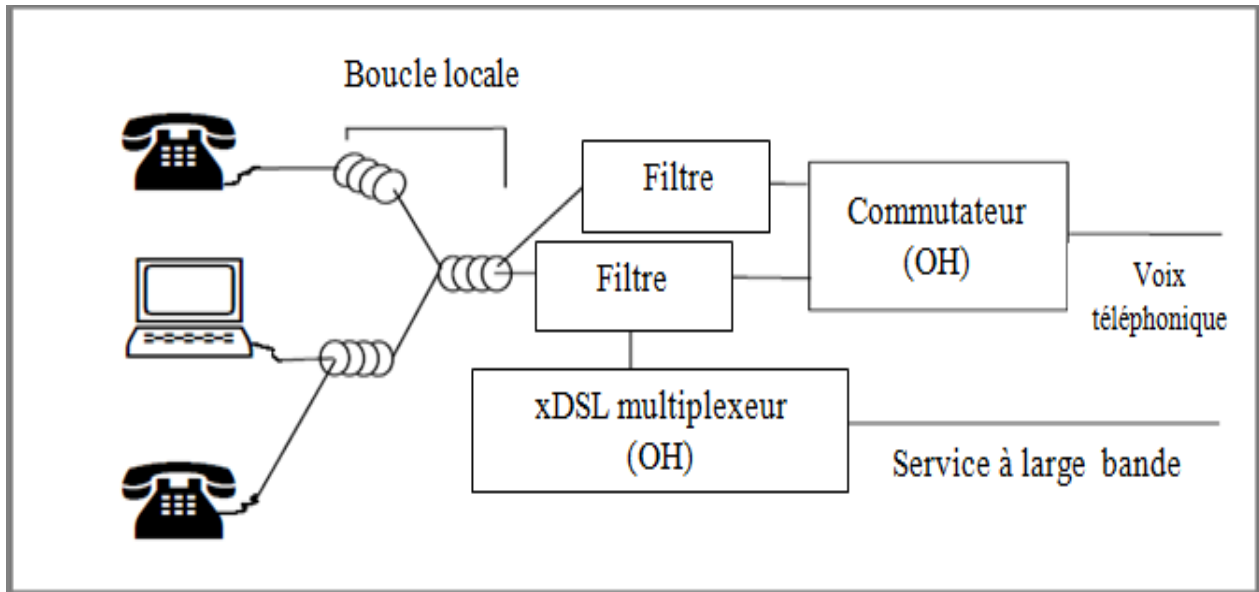 Boucle locale
Filtre
Commutateur
(OH)
Filtre
Voix
téléphonique
xDSL multiplexeur
(OH)
Service à large bande